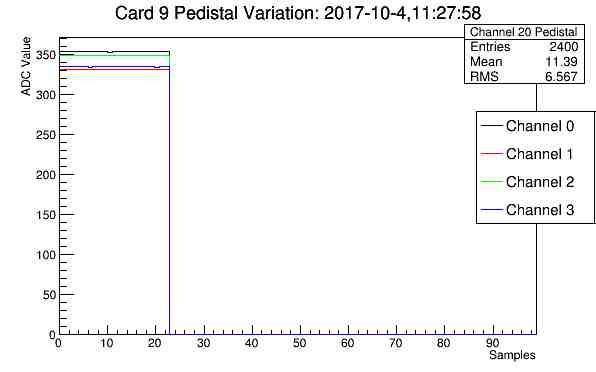 Card 9 Pedistal Variation: 2017-10-4,11:27:58
Channel 20 Pedistal
Entries 2400
Mean 11.39
RMS 6.567
ADC Value
350
300
250
200
150
100
50
0
Channel 0
Channel 1
Channel 2
Channel 3
0 10 20 30 40 50 60 70 80 90
Samples